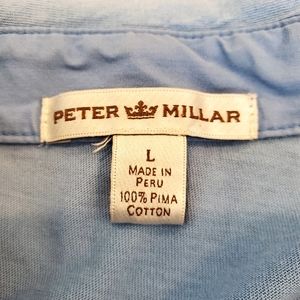 PETER MILLAR
L
MADE IN
PERU
100% PIMA
COTTON